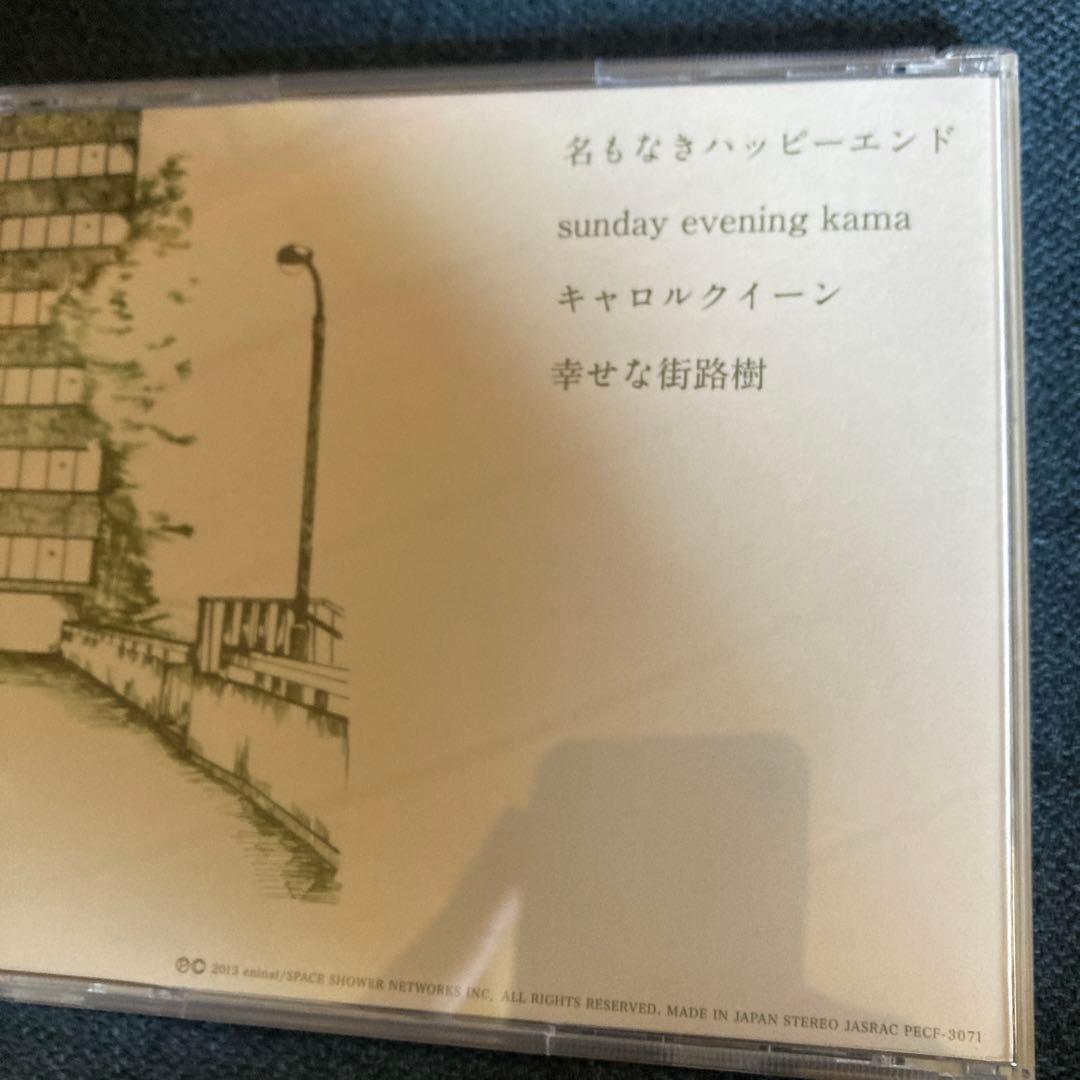 名もなきハッピーエンド
sunday evening kama
キャロルクイーン
幸せな街路樹
℗© 2013 eninal/SPACE SHOWER NETWORKS INC. ALL RIGHTS RESERVED. MADE IN JAPAN STEREO JASRAC PECF-3071